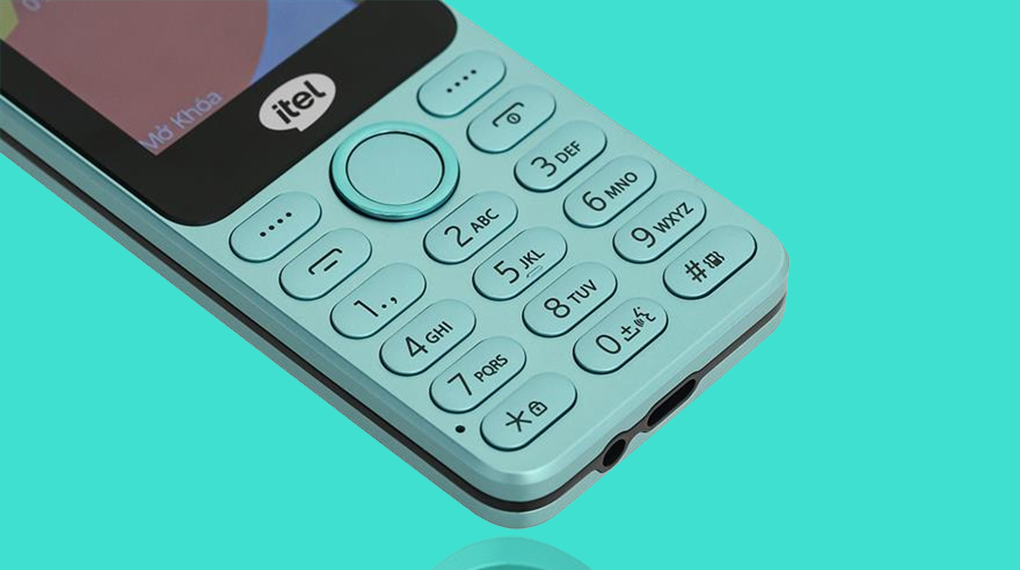 Mở Khóa
itel
1.,
2 ABC
3 DEF
4 GHI
5 JKL
6 MNO
7 PQRS
8 TUV
9 WXYZ
*
0 ±
#